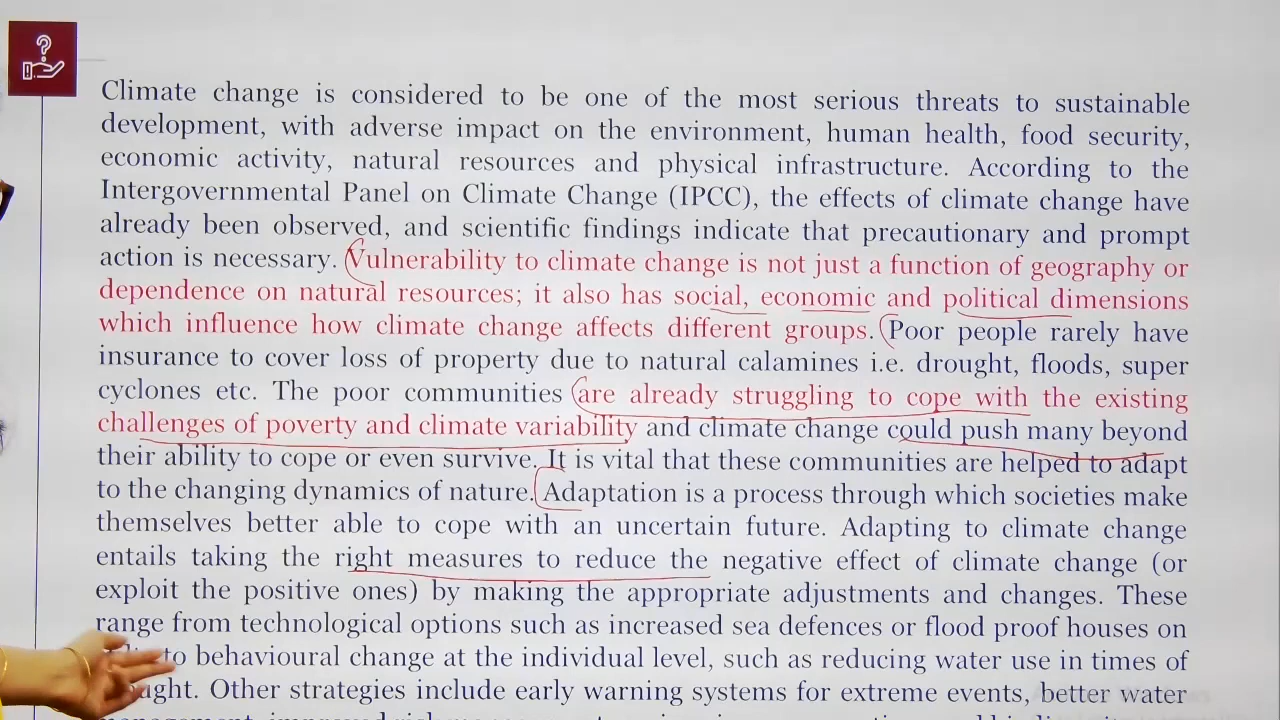 Climate change is considered to be one of the most serious threats to sustainable
development, with adverse impact on the environment, human health, food security,
economic activity, natural resources and physical infrastructure. According to the
Intergovernmental Panel on Climate Change (IPCC), the effects of climate change have
already been observed, and scientific findings indicate that precautionary and prompt
action is necessary. Vulnerability to climate change is not just a function of geography or
dependence on natural resources; it also has social, economic and political dimensions
which influence how climate change affects different groups. Poor people rarely have
insurance to cover loss of property due to natural calamines i.e. drought, floods, super
cyclones etc. The poor communities are already struggling to cope with the existing
challenges of poverty and climate variability and climate change could push many beyond
their ability to cope or even survive. It is vital that these communities are helped to adapt
to the changing dynamics of nature. Adaptation is a process through which societies make
themselves better able to cope with an uncertain future. Adapting to climate change
entails taking the right measures to reduce the negative effect of climate change (or
exploit the positive ones) by making the appropriate adjustments and changes. These
range from technological options such as increased sea defences or flood proof houses on
to behavioural change at the individual level, such as reducing water use in times of
Other strategies include early warning systems for extreme events, better water